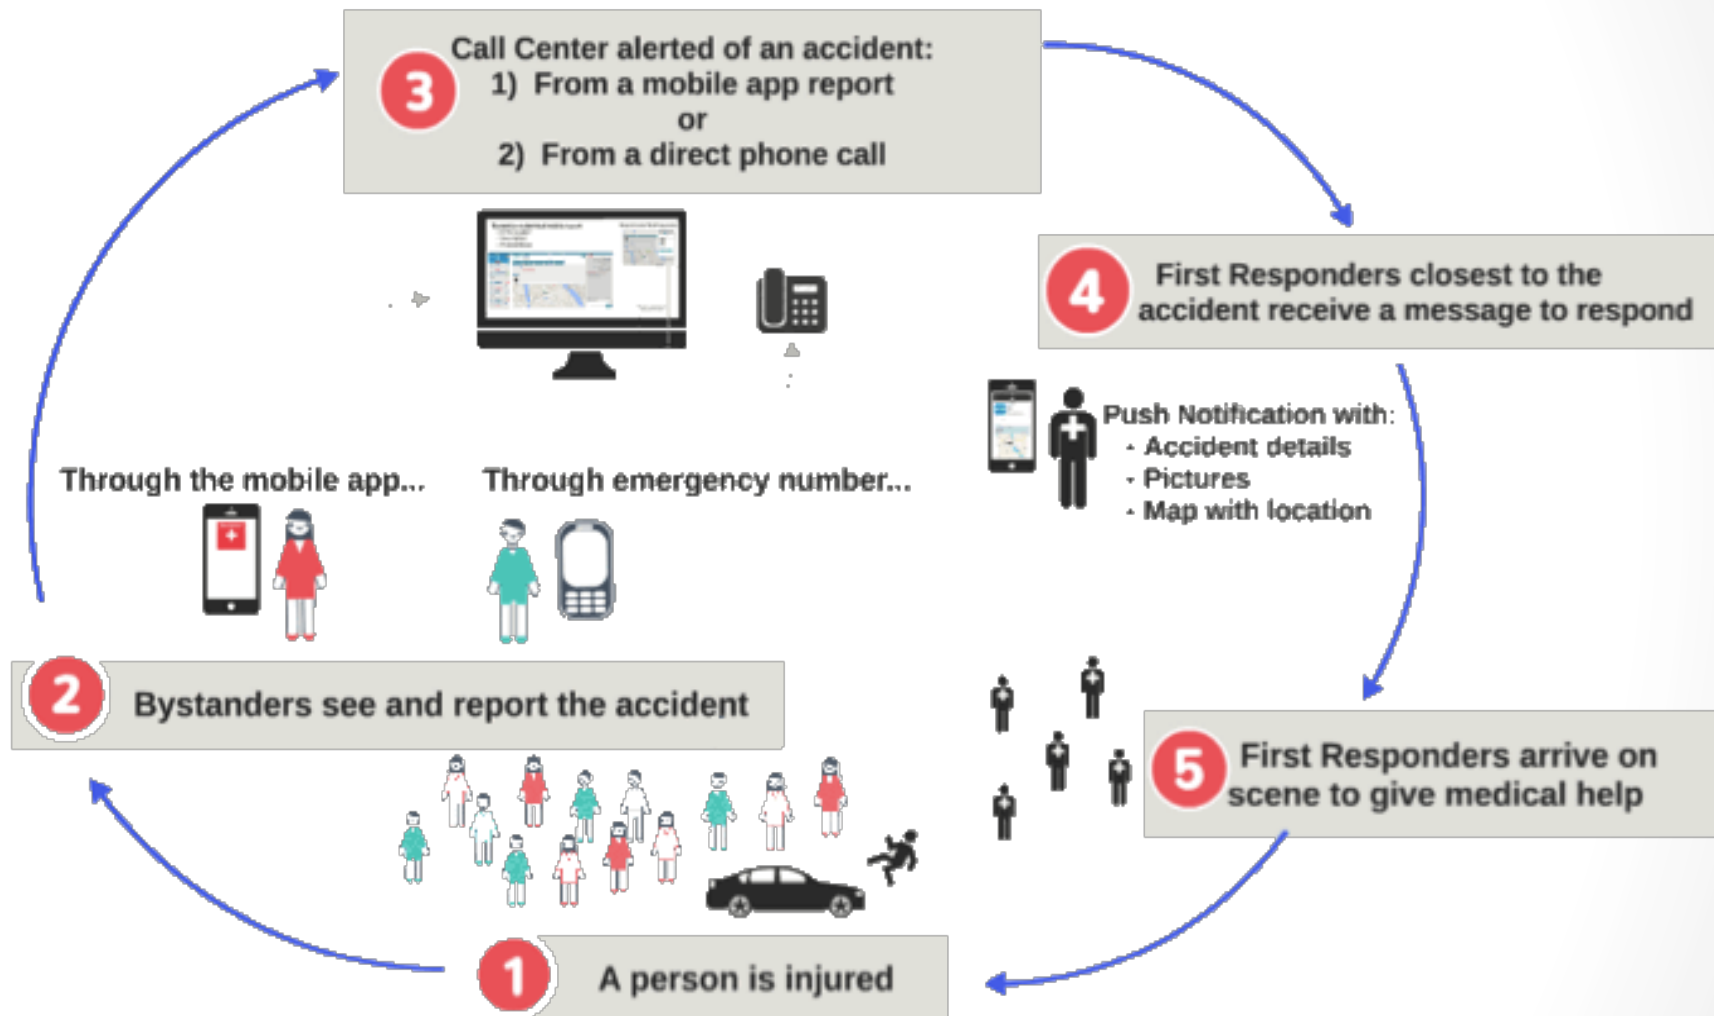 3
Call Center alerted of an accident:
1) From a mobile app report
or
2) From a direct phone call
4
First Responders closest to the
accident receive a message to respond
Push Notification with:
- Accident details
- Pictures
- Map with location
Through the mobile app...
Through emergency number...
2
Bystanders see and report the accident
5
First Responders arrive on
scene to give medical help
1
A person is injured